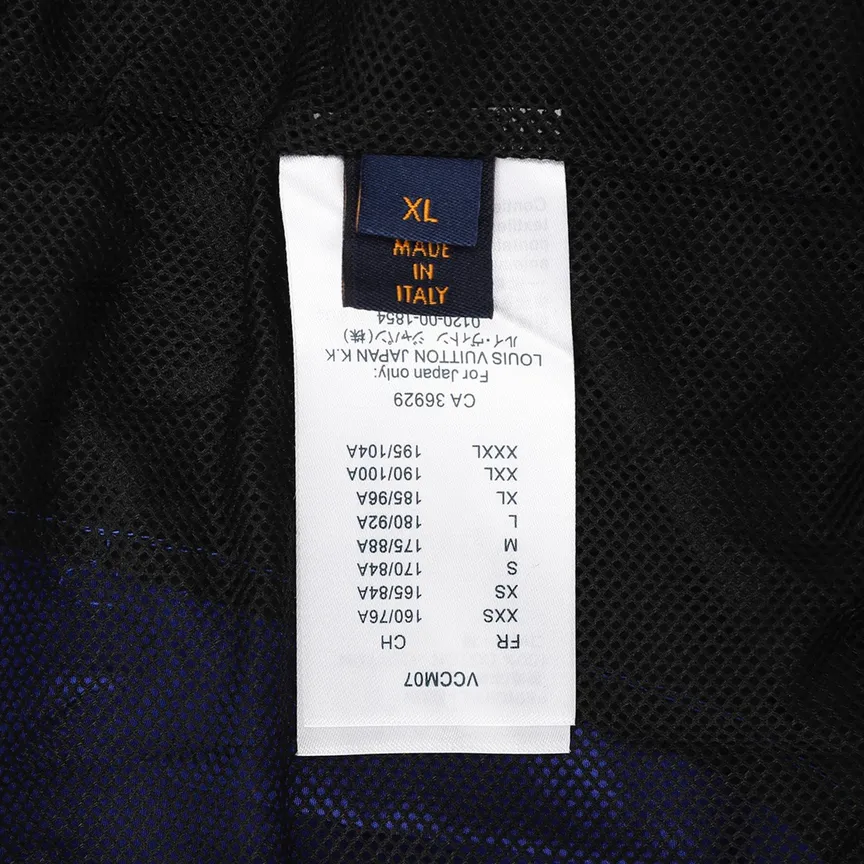 XL
MADE
IN
ITALY
VCCM07
FR CH
XXS 160/76A
XS 165/84A
S 170/84A
M 175/88A
L 180/92A
XL 185/96A
XXL 190/100A
XXXL 195/104A
CA 36929
For Japan only:
LOUIS VUITTON JAPAN K.K
ルイ・ヴィトン ジャパン(株)
0120-00-1854